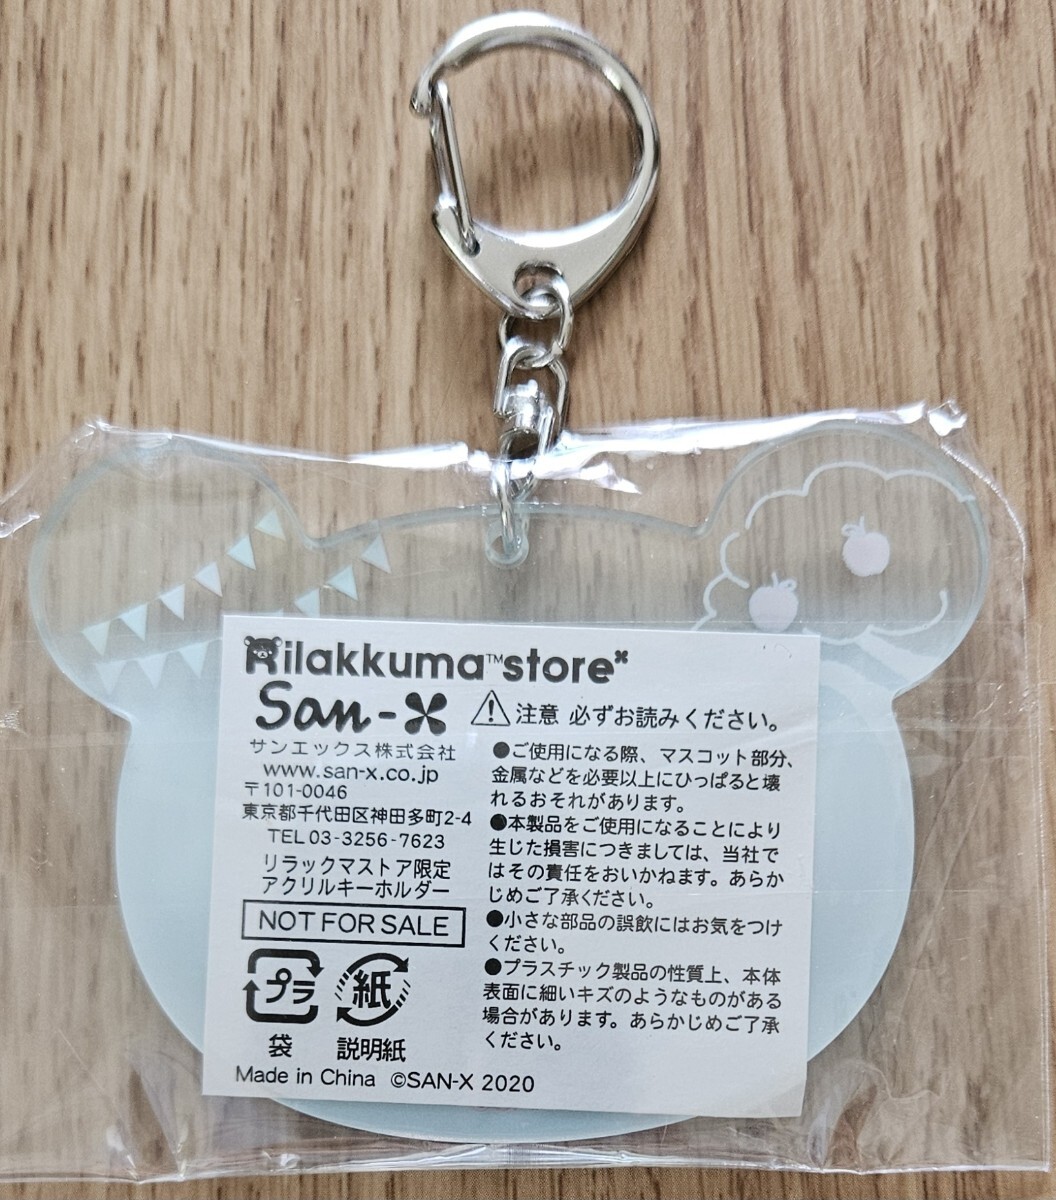 Rilakkuma™store
San-X
サンエックス株式会社
www.san-x.co.jp
〒101-0046
東京都千代田区神田多町2-4
TEL03-3256-7623
リラックマストア限定
アクリルキーホルダー
NOT FOR SALE
プラ
袋
紙
説明紙
Made in China ©SAN-X 2020
注意 必ずお読みください。
●ご使用になる際、マスコット部分、
金属などを必要以上にひっぱると壊
れるおそれがあります。
●本製品をご使用になることにより
生じた損害につきましては、当社で
はその責任をおいかねます。あらか
じめご了承ください。
●小さな部品の誤飲にはお気をつけ
ください。
●プラスチック製品の性質上、本体
表面に細いキズのようなものがある
場合があります。あらかじめご了承
ください。